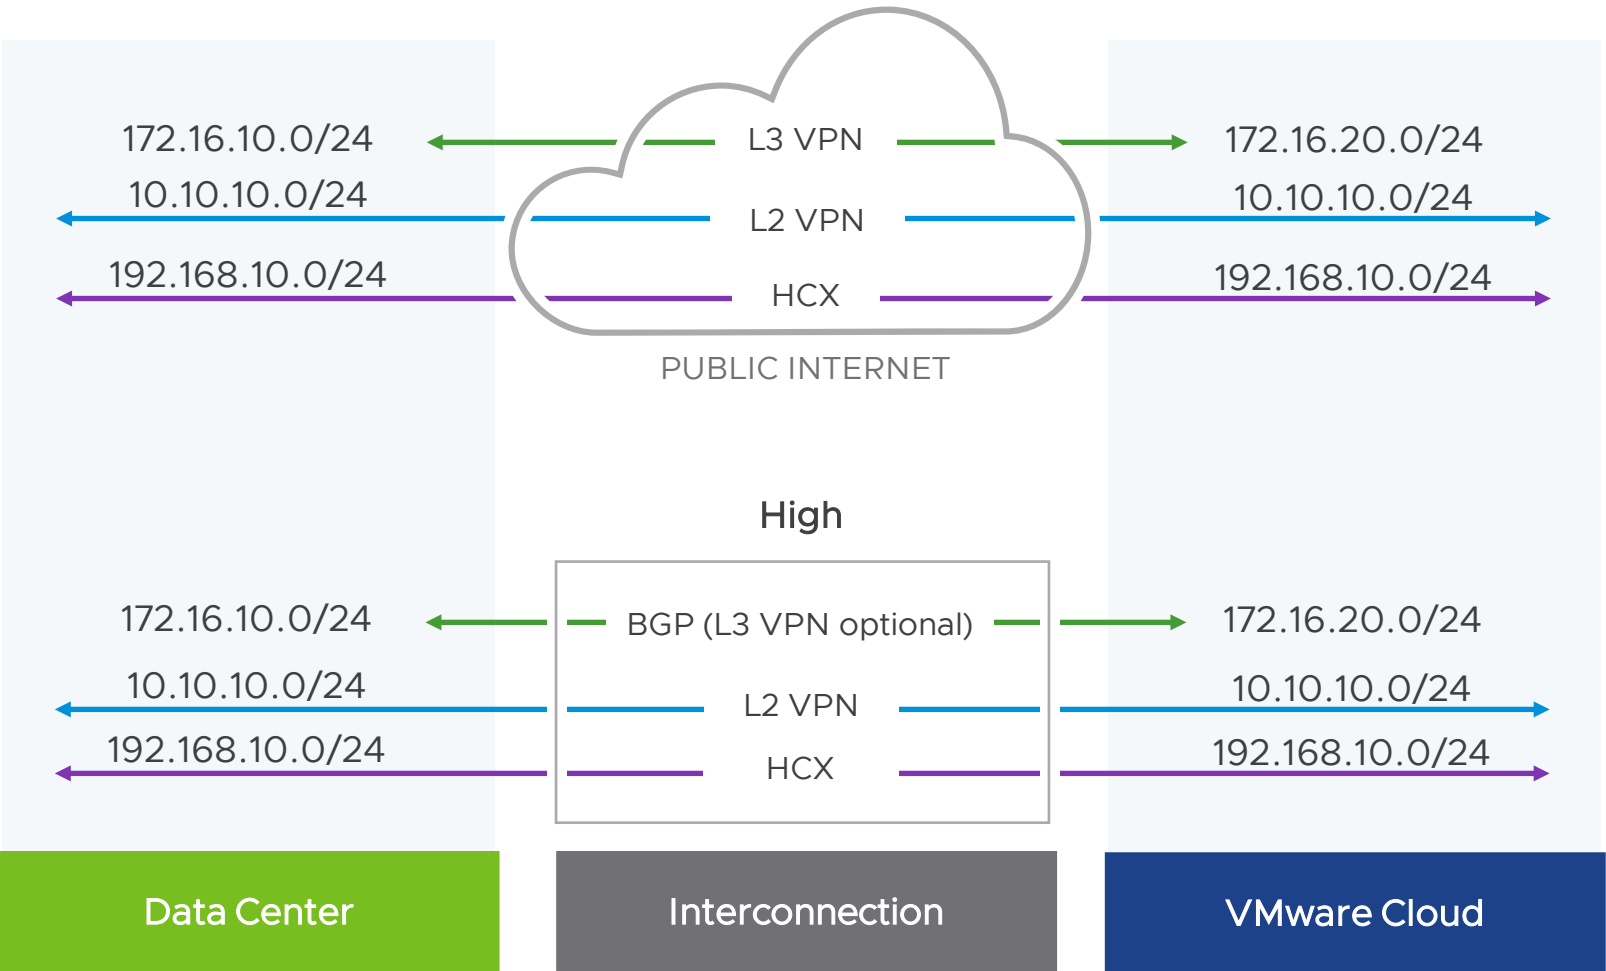 172.16.10.0/24
L3 VPN
172.16.20.0/24
10.10.10.0/24
L2 VPN
10.10.10.0/24
192.168.10.0/24
HCX
192.168.10.0/24
PUBLIC INTERNET
High
172.16.10.0/24
BGP (L3 VPN optional)
172.16.20.0/24
10.10.10.0/24
L2 VPN
10.10.10.0/24
192.168.10.0/24
HCX
192.168.10.0/24
Data Center
Interconnection
VMware Cloud